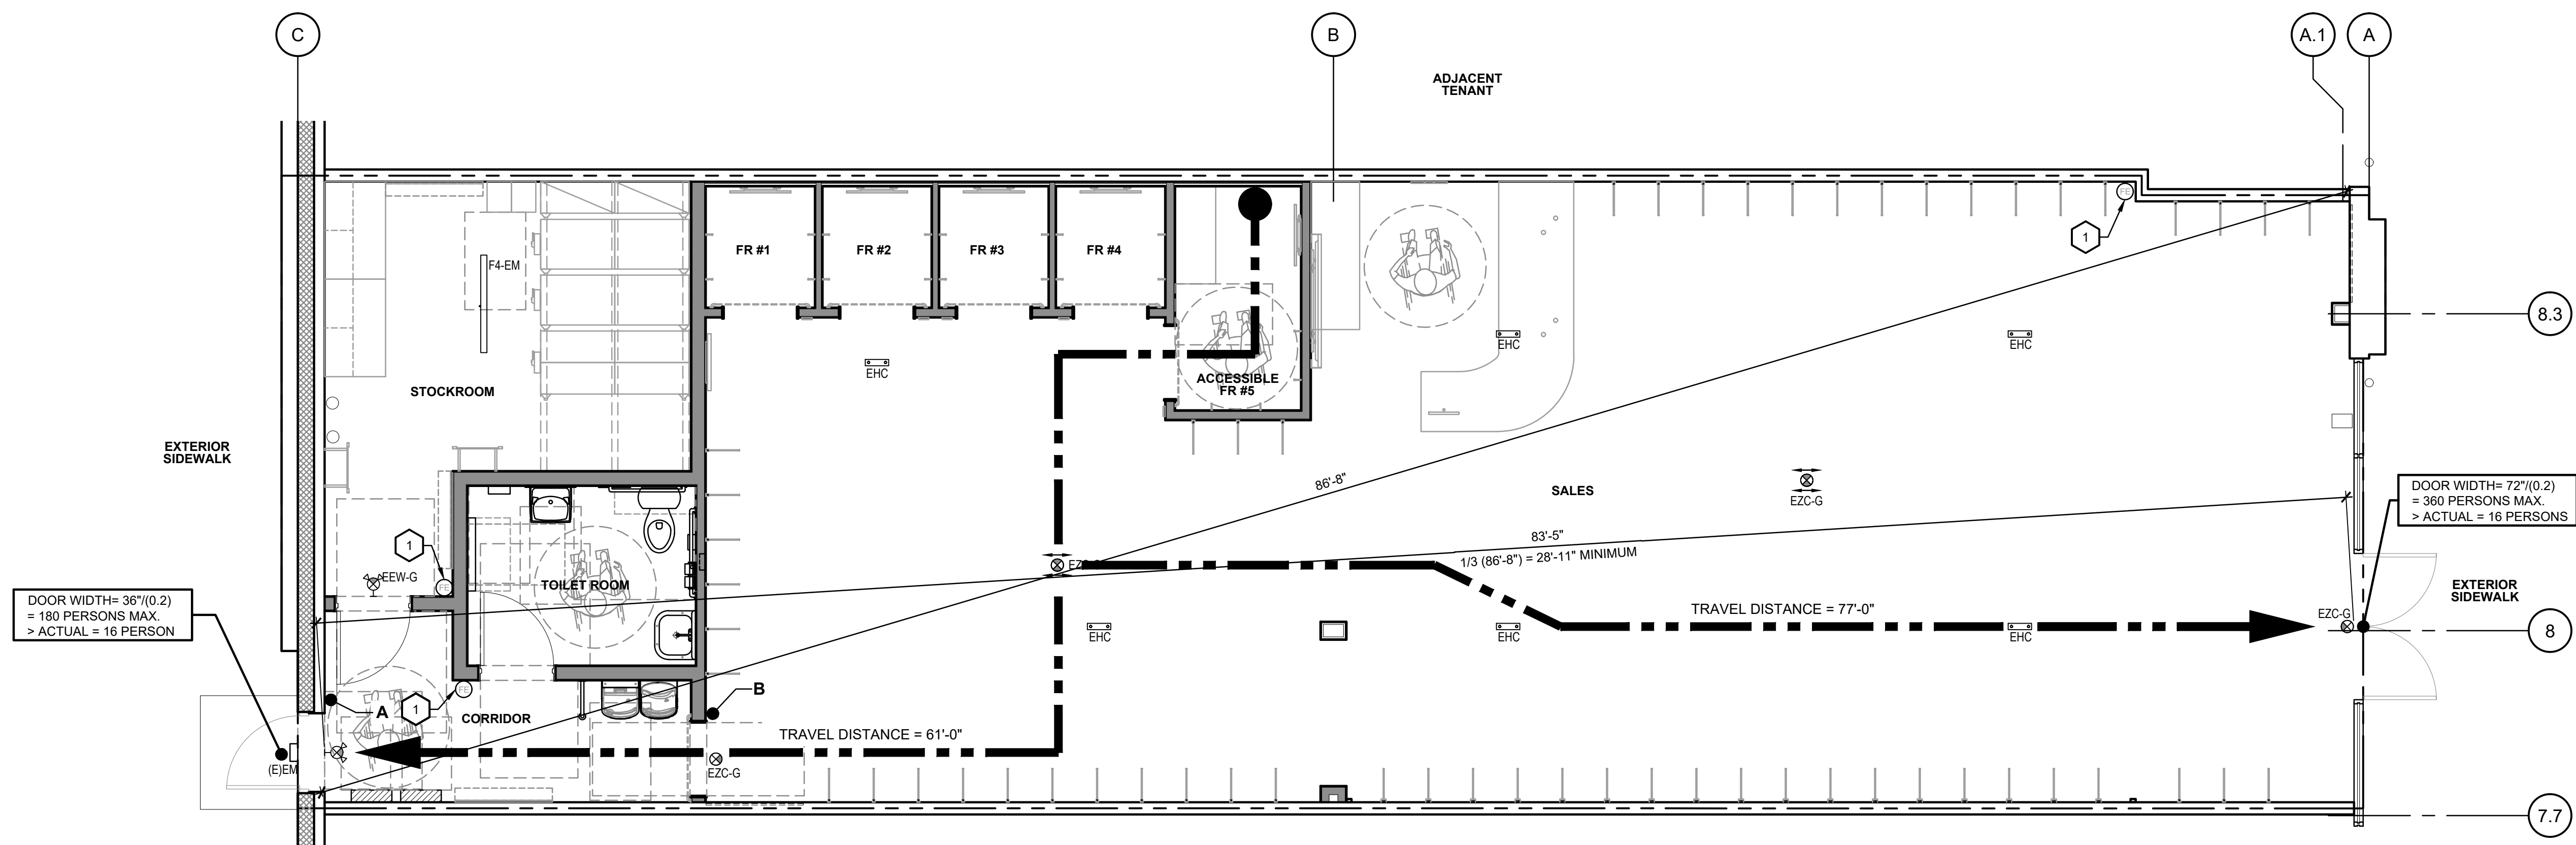 C
B
A.1
A
ADJACENT
TENANT
FR #1
FR #2
FR #3
FR #4
FE
1
F4-EM
8.3
EHC
EHC
EHC
ACCESSIBLE
FR #5
STOCKROOM
EXTERIOR
SIDEWALK
86'-8"
SALES
EZC-G
DOOR WIDTH= 72"/(0.2)
= 360 PERSONS MAX.
> ACTUAL = 16 PERSONS
83'-5"
1/3 (86'-8") = 28'-11" MINIMUM
1
EEW-G
FE
TOILET ROOM
EXTERIOR
SIDEWALK
DOOR WIDTH= 36"/(0.2)
= 180 PERSONS MAX.
> ACTUAL = 16 PERSON
TRAVEL DISTANCE = 77'-0"
EZC-G
EHC
EHC
EHC
8
FE
B
A
1
CORRIDOR
TRAVEL DISTANCE = 61'-0"
(E)EM
EZC-G
7.7